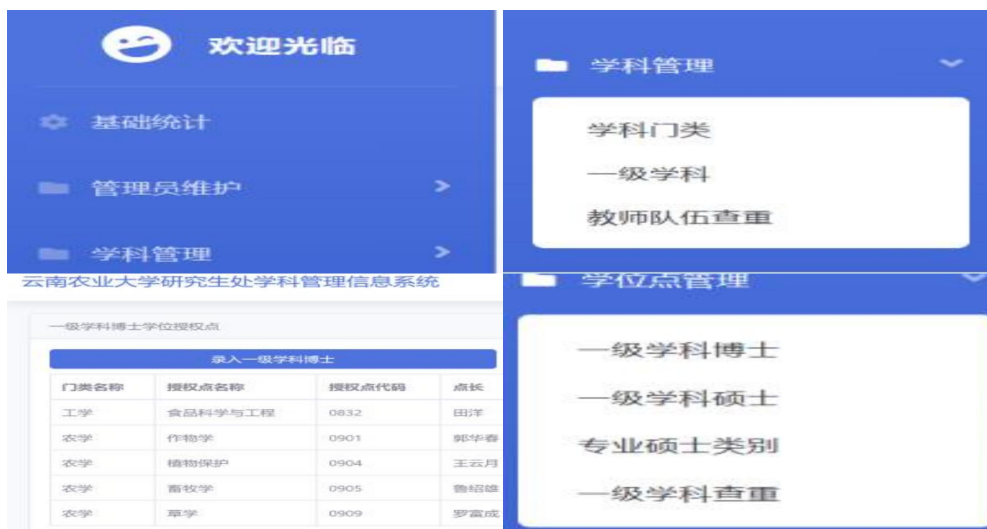 欢迎光临
基础统计
管理员维护
学科管理
学科管理
学科门类
一级学科
教师队伍查重
云南农业大学研究生处学科管理信息系统
一级学科博士学位授权点
录入一级学科博士
门类名称 授权点名称 授权点代码 点长
工学 食品科学与工程 0832 田洋
农学 作物学 0901 郭华春
农学 植物保护 0904 王云月
农学 畜牧学 0905 鲁绍雄
农学 草学 0909 罗富成
学位点管理
一级学科博士
一级学科硕士
专业硕士类别
一级学科查重